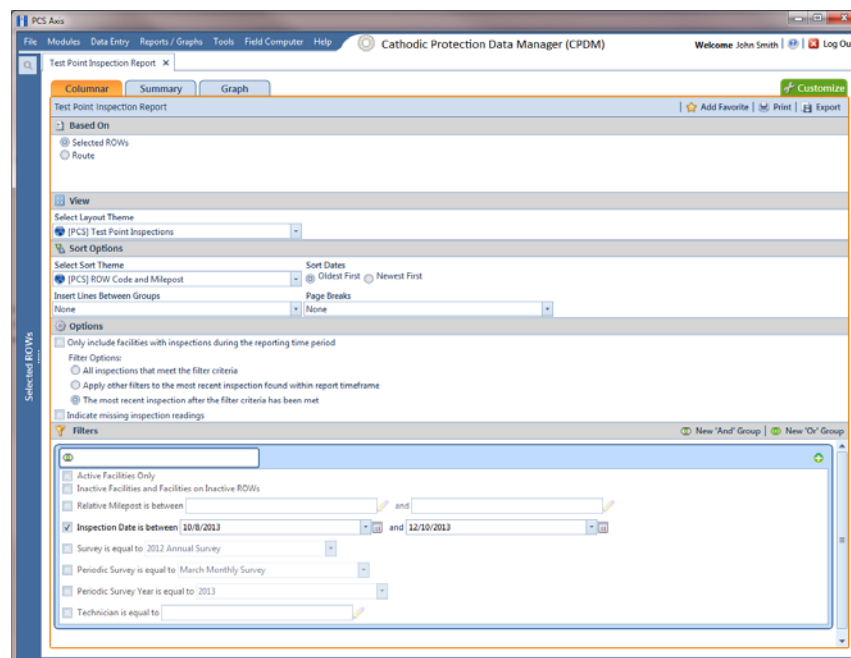 PCS Axis
File Modules Data Entry Reports / Graphs Tools Field Computer Help Cathodic Protection Data Manager (CPDM) Welcome John Smith | Log Ou
Test Point Inspection Report ×
Columnar Summary Graph Customize
Test Point Inspection Report | Add Favorite | Print | Export
Based On
Selected ROWs
Route
View
Select Layout Theme
[PCS] Test Point Inspections
Sort Options
Select Sort Theme Sort Dates
[PCS] ROW Code and Milepost Oldest First Newest First
Insert Lines Between Groups Page Breaks
None None
Options
Only include facilities with inspections during the reporting time period
Filter Options:
All inspections that meet the filter criteria
Apply other filters to the most recent inspection found within report timeframe
The most recent inspection after the filter criteria has been met
Indicate missing inspection readings
Selected ROWs
Filters New 'And' Group | New 'Or' Group
Active Facilities Only
Inactive Facilities and Facilities on Inactive ROWs
Relative Milepost is between and
Inspection Date is between 10/8/2013 and 12/10/2013
Survey is equal to 2012 Annual Survey
Periodic Survey is equal to March Monthly Survey
Periodic Survey Year is equal to 2013
Technician is equal to